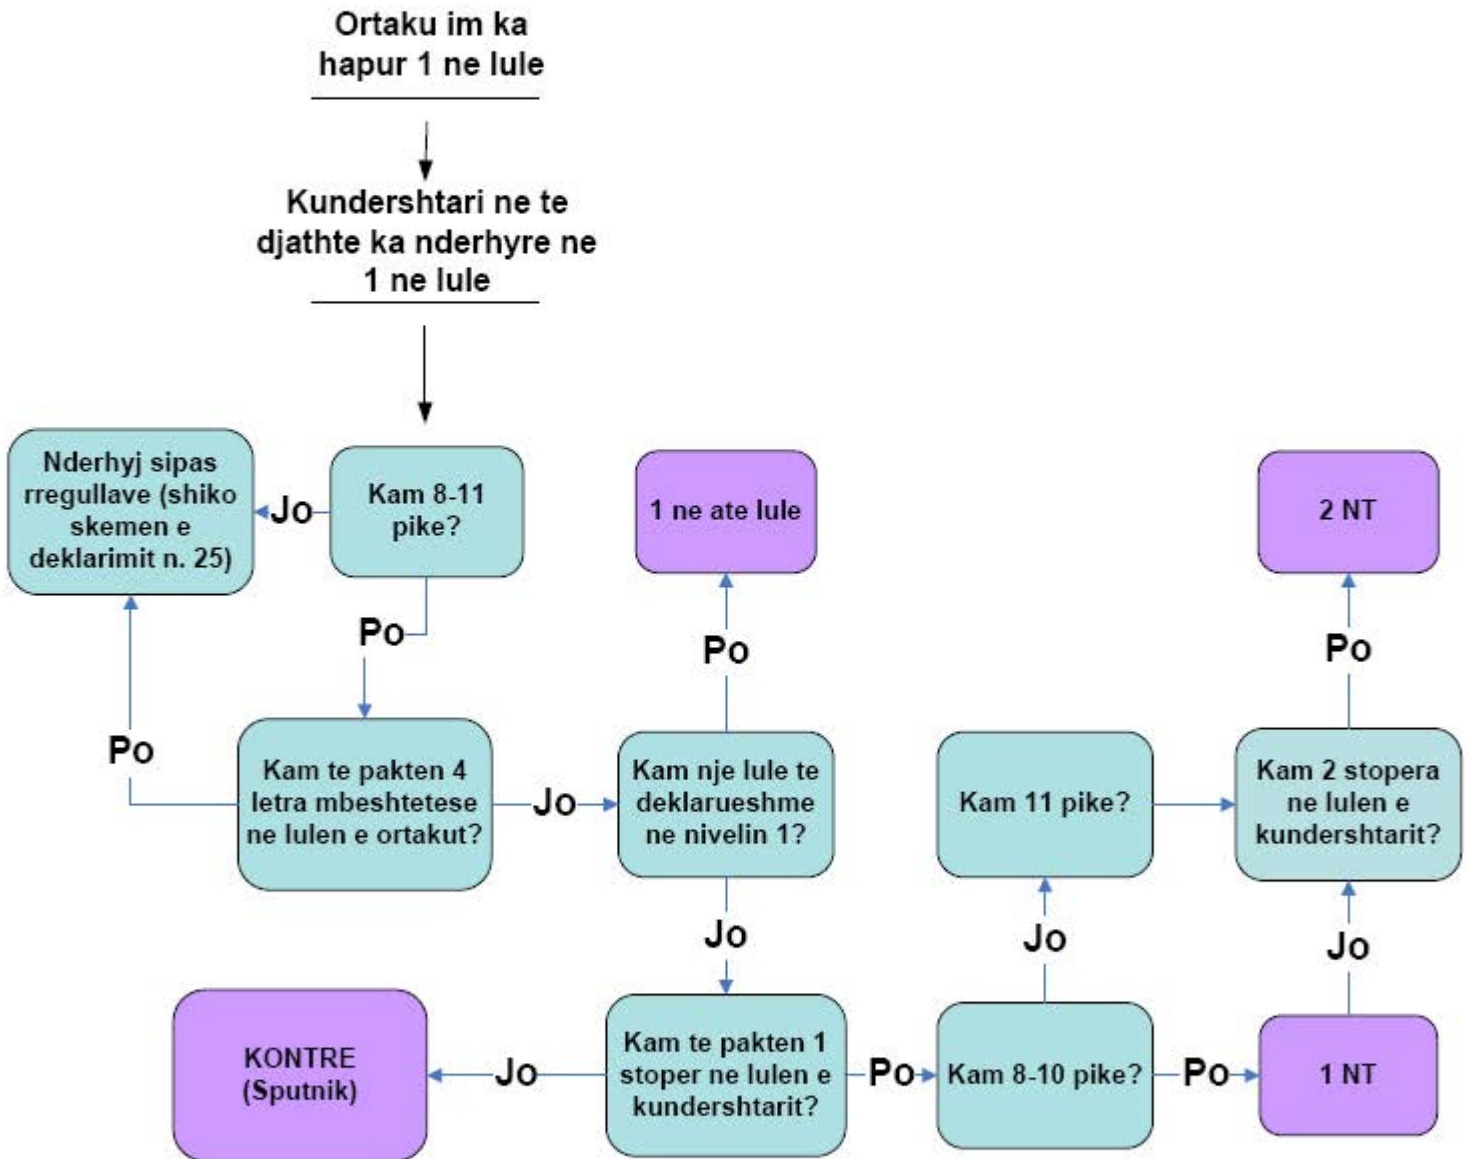 Ortaku im ka
hapur 1 ne lule
Kundershtari ne te
djathte ka nderhyre ne
1 ne lule
Nderhyj sipas
rregullave (shiko
skemen e
deklarimit n. 25)
Jo
Kam 8-11
pike?
1 ne ate lule
2 NT
Po
Po
Po
Po
Kam te pakten 4
letra mbeshtetese
ne lulen e ortakut?
Jo
Kam nje lule te
deklarueshme
ne nivelin 1?
Kam 11 pike?
Kam 2 stopera
ne lulen e
kundershtarit?
Jo
Jo
Jo
KONTRE
(Sputnik)
Jo
Kam te pakten 1
stoper ne lulen e
kundershtarit?
Po
Kam 8-10 pike?
Po
1 NT